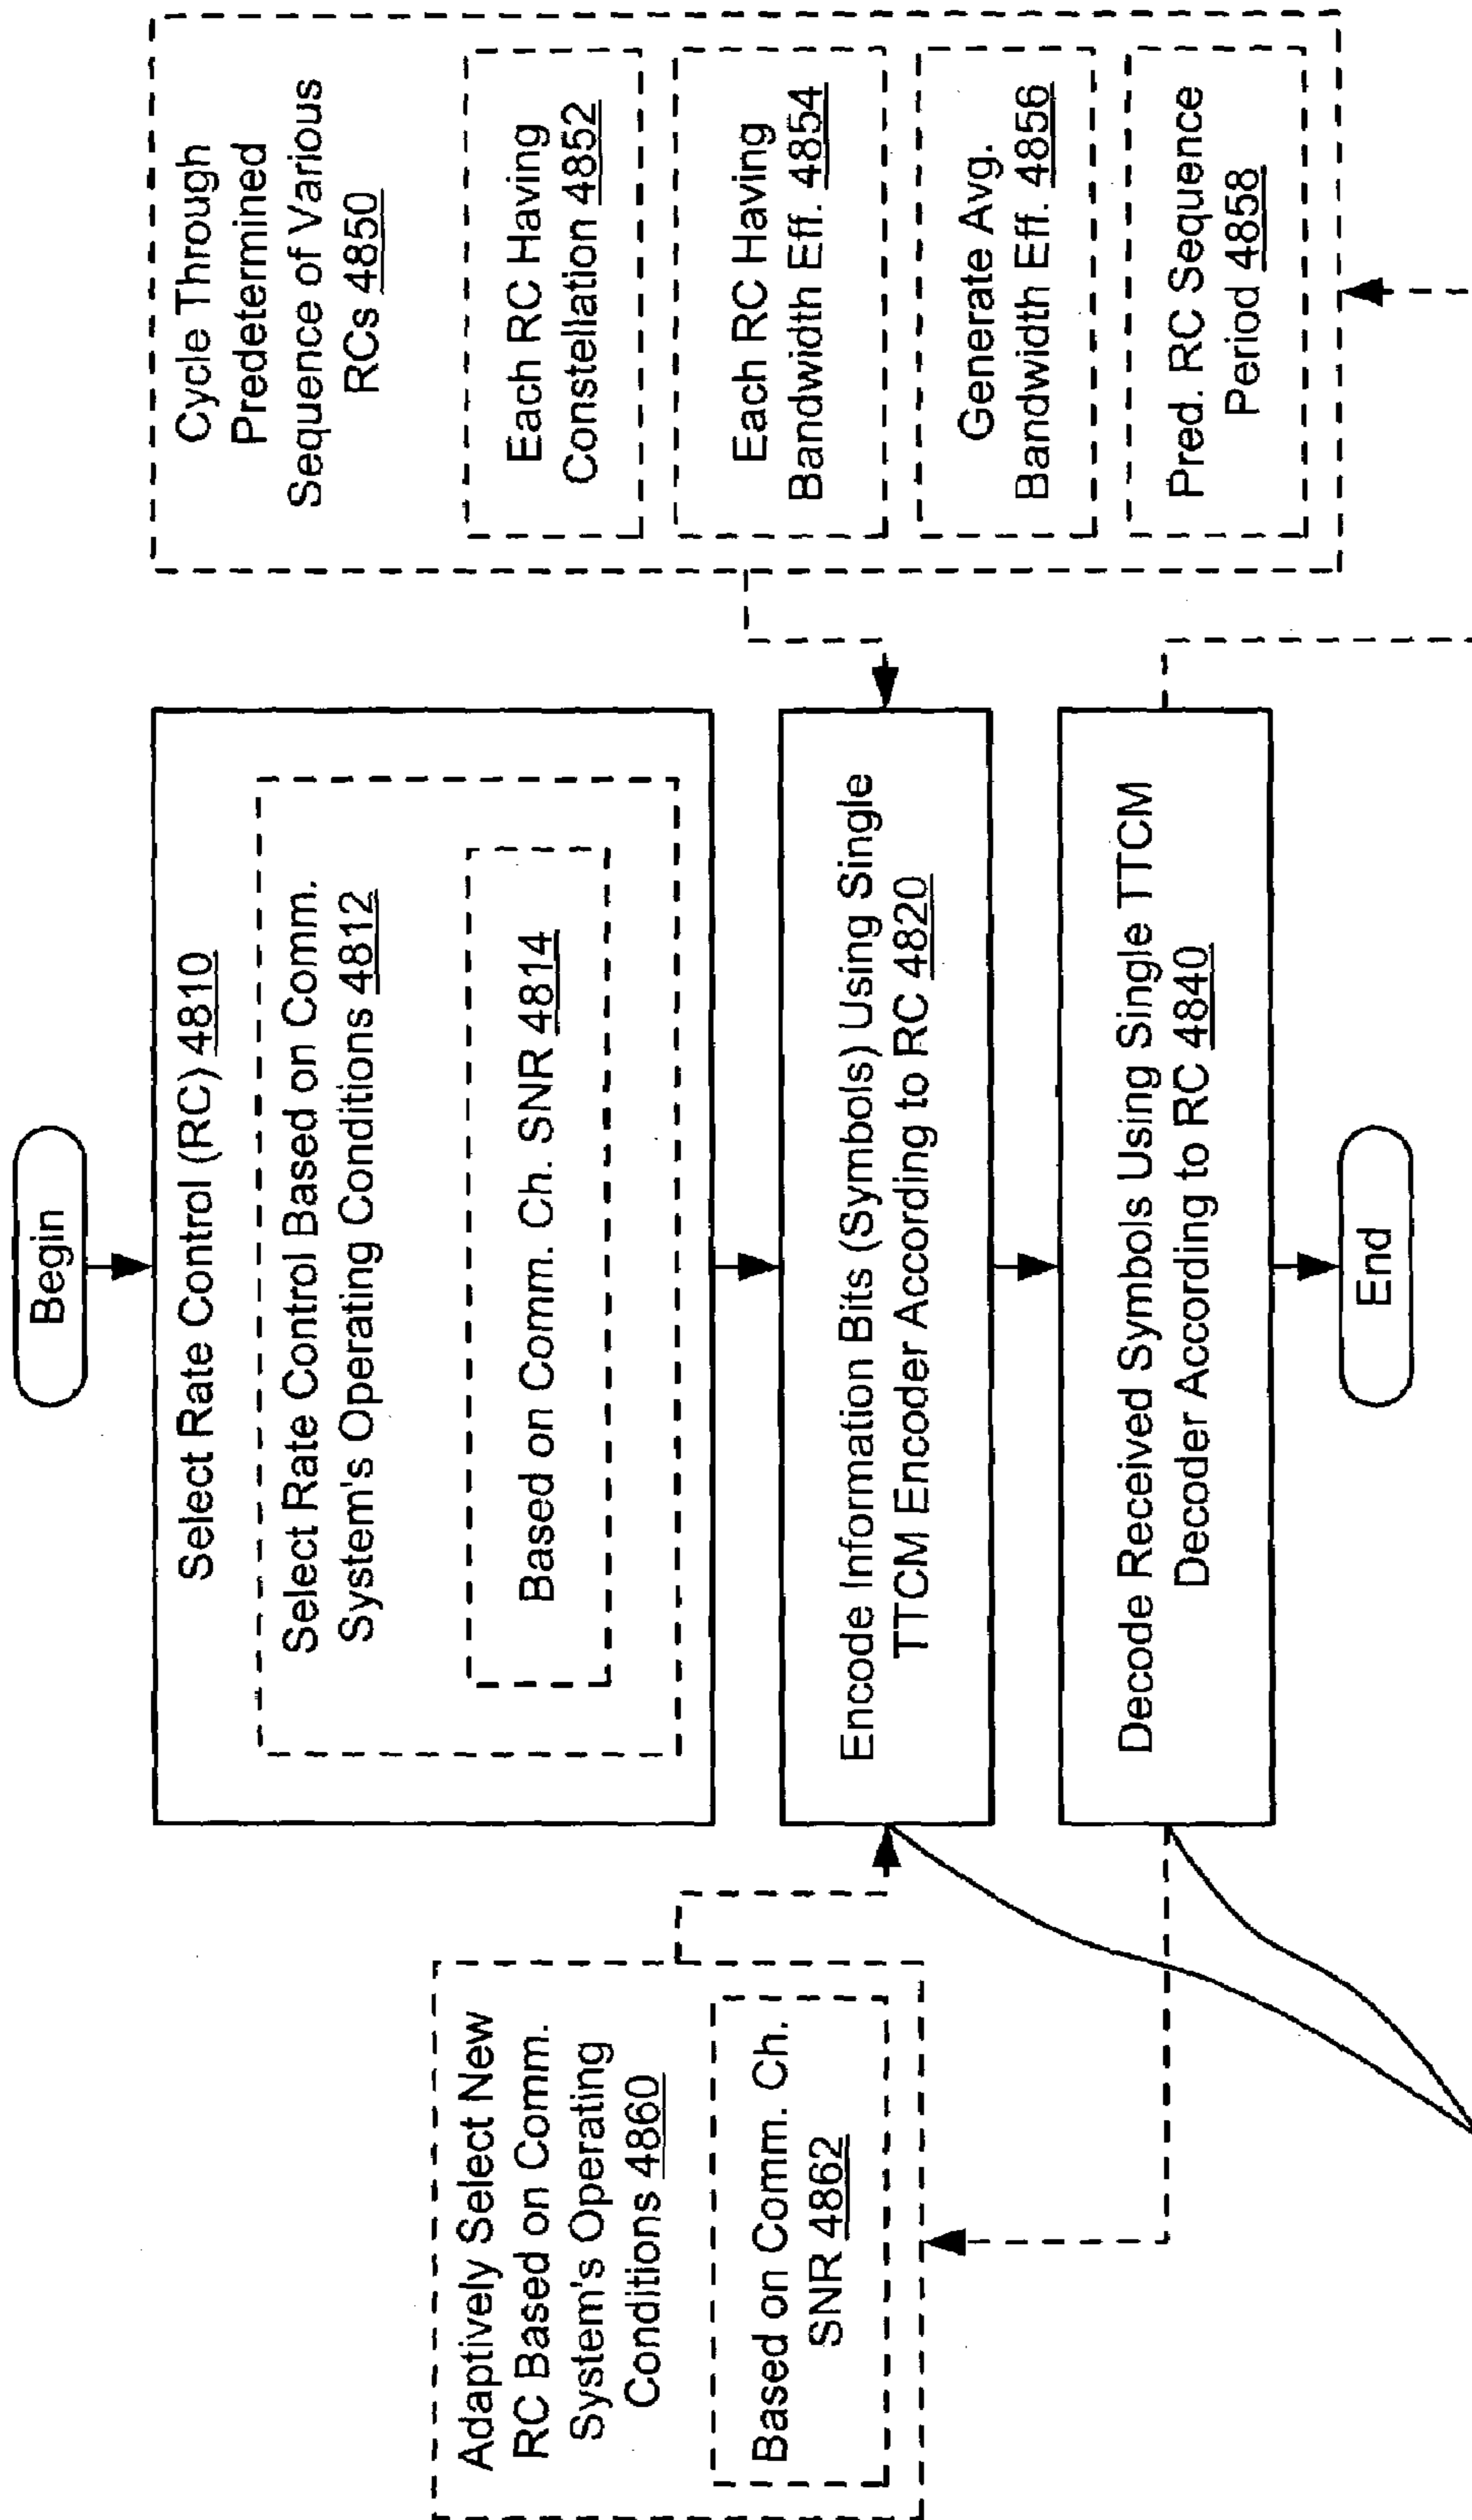 Begin
Select Rate Control (RC) 4810
Select Rate Control Based on Comm.
System's Operating Conditions 4812
Based on Comm. Ch. SNR 4814
Encode Information Bits (Symbols) Using Single
TTCM Encoder According to RC 4820
Decode Received Symbols Using Single TTCM
Decoder According to RC 4840
End
Adaptively Select New
RC Based on Comm.
System's Operating
Conditions 4860
Based on Comm. Ch.
SNR 4862
Cycle Through
Predetermined
Sequence of Various
RCs 4850
Each RC Having
Constellation 4852
Each RC Having
Bandwidth Eff. 4854
Generate Avg.
Bandwidth Eff. 4856
Pred. RC Sequence
Period 4858